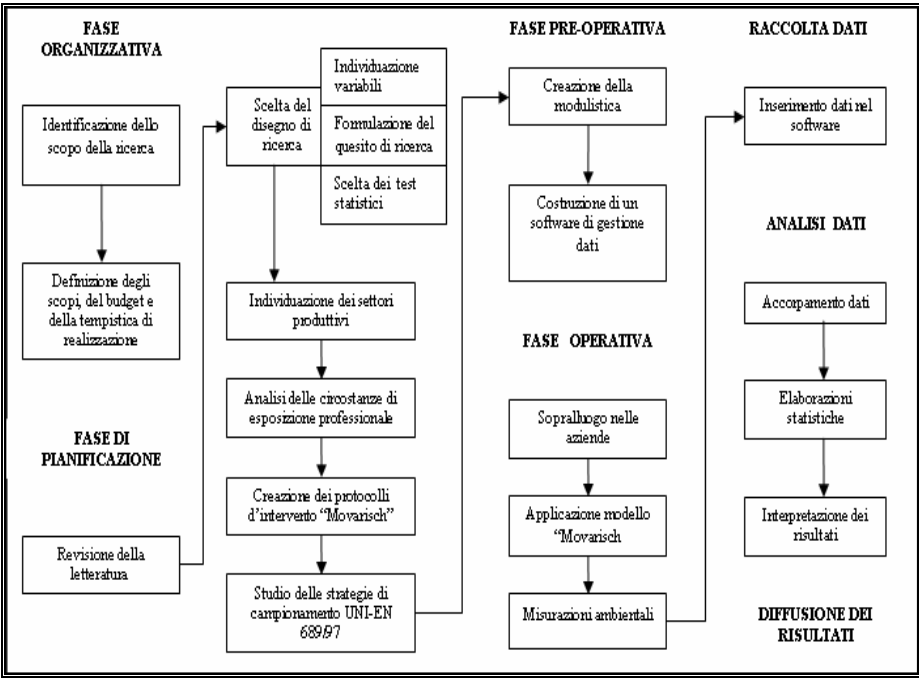 FASE
ORGANIZZATIVA
Identificazione dello
scopo della ricerca
Definizione degli
scopi, del budget e
della tempistica di
realizzazione
FASE DI
PIANIFICAZIONE
Revisione della
letteratura
Scelta del
disegno di
ricerca
Individuazione
variabili
Formulazione del
quesito di ricerca
Scelta dei test
statistici
Individuazione dei settori
produttivi
Analisi delle circostanze di
esposizione professionale
Creazione dei protocolli
d'intervento “Movarisch”
Studio delle strategie di
campionamento UNI-EN
689/97
FASE PRE-OPERATIVA
Creazione della
modulistica
Costruzione di un
software di gestione
dati
FASE OPERATIVA
Sopralluogo nelle
aziende
Applicazione modello
“Movarisch
Misurazioni ambientali
RACCOLTA DATI
Inserimento dati nel
software
ANALISI DATI
Accorpamento dati
Elaborazioni
statistiche
Interpretazione dei
risultati
DIFFUSIONE DEI
RISULTATI